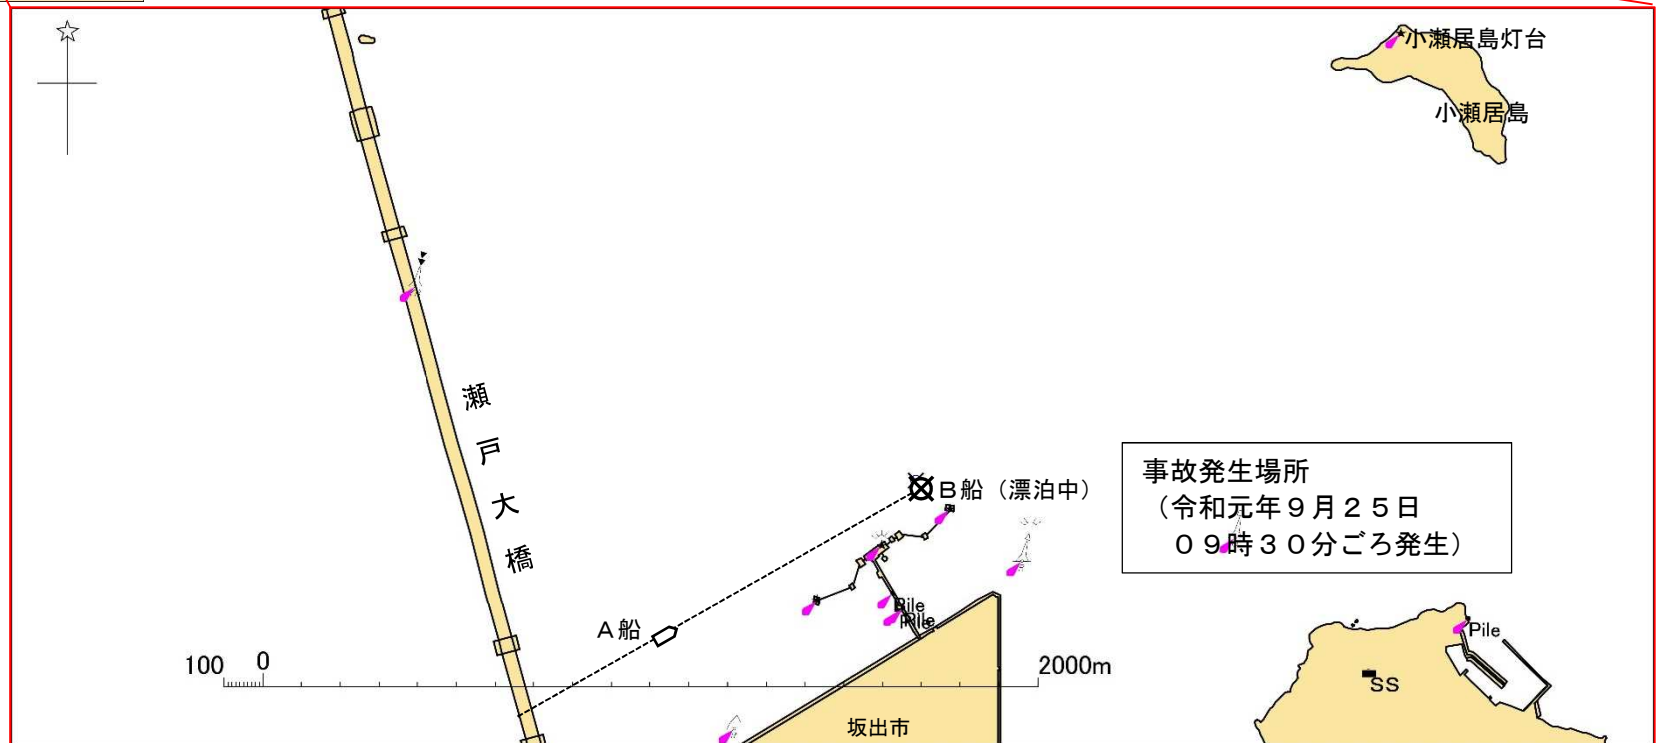 小瀬居島灯台
小瀬居島
瀬戸大橋
B船（漂泊中）
事故発生場所
（令和元年９月２５日
０９時３０分ごろ発生）
A船
Pile
Pile
Pile
Pile
SS
100 0 2000m
坂出市